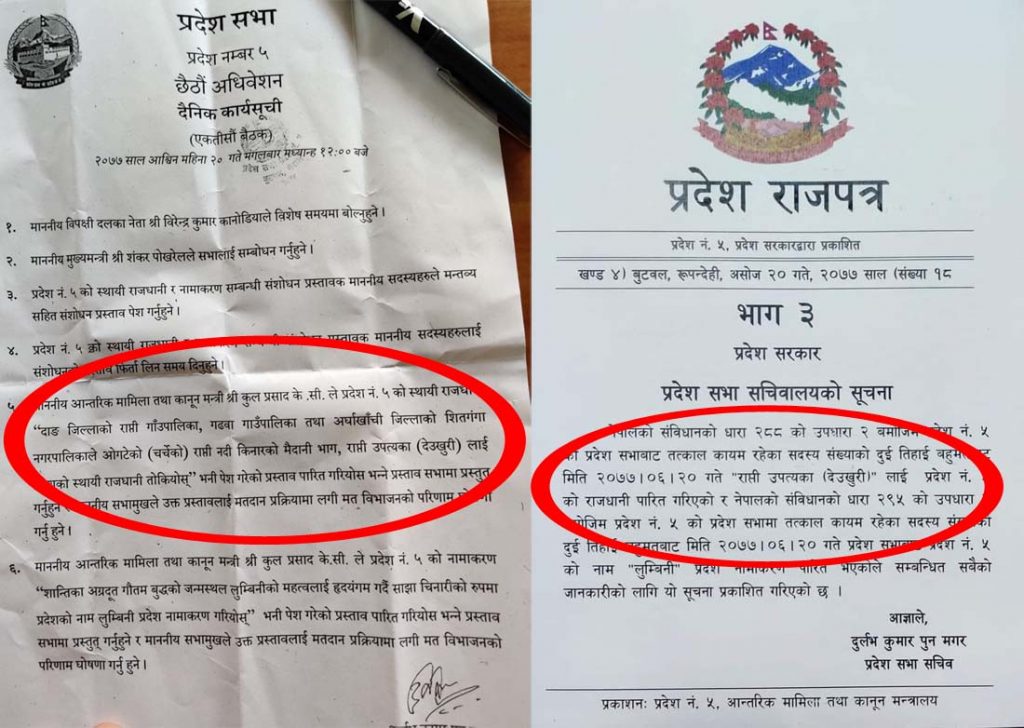 प्रदेश सभा
प्रदेश नम्बर ५
छैठौं अधिवेशन
दैनिक कार्यसूची
(एकतीसौं बैठक)
२०७७ साल आश्विन महिना २० गते मंगलबार मध्यान्ह १२:०० बजे
१. माननीय विपक्षी दलका नेता श्री विरेन्द्र कुमार कानोडियाले विशेष समयमा बोल्नुहुने ।
२. माननीय मुख्यमन्त्री श्री शंकर पोखरेलले सभालाई सम्बोधन गर्नुहुने ।
३. प्रदेश नं. ५ को स्थायी राजधानी र नामाकरण सम्बन्धी संशोधन प्रस्तावक माननीय सदस्यहरुले मन्तव्य
सहित संशोधन प्रस्ताव पेश गर्नुहुने ।
४. प्रदेश नं. ५ को स्थायी राजधानी र प्रस्तावक माननीय सदस्यहरुलाई
फिर्ता लिन समय दिनुहुने ।
माननीय आन्तरिक मामिला तथा कानून मन्त्री श्री कुल प्रसाद के .सी. ले प्रदेश नं. ५ को स्थायी
"दाङ जिल्लाको राप्ती गाँउपालिका, गढवा गाउँपालिका तथा अर्घाखाँची जिल्लाको शितगंगा
नगरपालिकाले ओगटेको (चर्चेको) राप्ती नदी किनारको मैदानी भाग, राप्ती उपत्यका (देउखुरी) लाई
स्थायी राजधानी तोकियोस्" भनी पेश गरेको प्रस्ताव पारित गरियोस भन्ने प्रस्ताव सभामा प्रस्तुत
सभामुखले उक्त प्रस्तावलाई मतदान प्रक्रियामा लगी मत विभाजनको परिणाम
गर्नु हुने ।
६. माननीय आन्तरिक मामिला तथा कानून मन्त्री श्री कुल प्रसाद के.सी. ले प्रदेश नं. ५ को नामाकरण
"शान्तिका अग्रदूत गौतम बुद्धको जन्मस्थल लुम्बिनीको महत्वलाई हृदयंगम गर्दै साझा चिनारीको रुपमा
प्रदेशको नाम लुम्बिनी प्रदेश नामाकरण गरियोस्" भनी पेश गरेको प्रस्ताव पारित गरियोस भन्ने प्रस्ताव
सभामा प्रस्तुत् गर्नुहुने र माननीय सभामुखले उक्त प्रस्तावलाई मतदान प्रक्रियामा लगी मत विभाजनको
परिणाम घोषणा गर्नु हुने ।
प्रदेश राजपत्र
प्रदेश नं. ५, प्रदेश सरकारद्वारा प्रकाशित
खण्ड ४) बुटवल, रूपन्देही, असोज २० गते, २०७७ साल (संख्या १८
भाग ३
प्रदेश सरकार
प्रदेश सभा सचिवालयको सूचना
नेपालको संविधानको धारा २८८ को उपधारा २ बमोजिम प्रदेश नं. ५
को प्रदेश सभाबाट तत्काल कायम रहेका सदस्य संख्याको दुई तिहाई बहुमतबाट
मिति २०७७।०६।२० गते "राप्ती उपत्यका (देउखुरी)" लाई प्रदेश नं.
को राजधानी पारित गरिएको र नेपालको संविधानको धारा २९५ को उपधारा
बमोजिम प्रदेश नं. ५ को प्रदेश सभामा तत्काल कायम रहेका सदस्य
दुई तिहाई बहुमतबाट मिति २०७७।०६।२० गते प्रदेश सभाबाट प्रदेश नं. ५
को नाम "लुम्बिनी" प्रदेश नामाकरण पारित भएकोले सम्बन्धित सबैको
जानकारीको लागि यो सूचना प्रकाशित गरिएको छ ।
आज्ञाले,
दुर्लभ कुमार पुन मगर
प्रदेश सभा सचिव
प्रकाशन: प्रदेश नं. ५, आन्तरिक मामिला तथा कानून मन्त्रालय